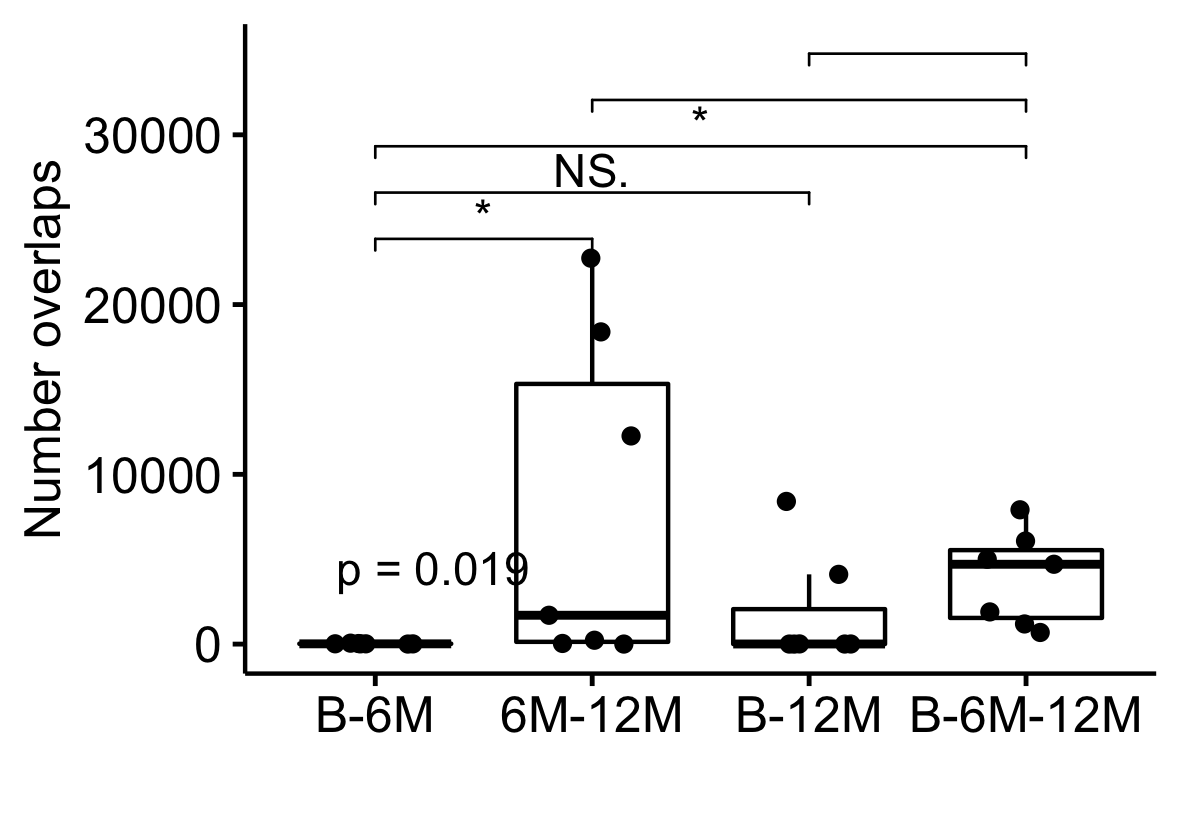 Number overlaps
30000
20000
10000
0
*
NS.
*
p = 0.019
B-6M 6M-12M B-12M B-6M-12M